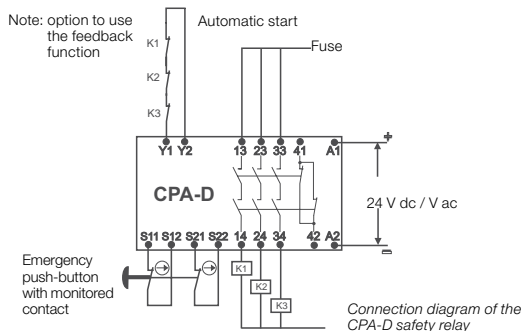 Note: option to use
the feedback
function
Automatic start
Fuse
K1
K2
K3
Y1 Y2 13 23 33 41 A1
+
CPA-D
24 V dc / V ac
S11 S12 S21 S22 14 24 34 42 A2
Emergency
push-button
with monitored
contact
K1
K2
K3
Connection diagram of the
CPA-D safety relay